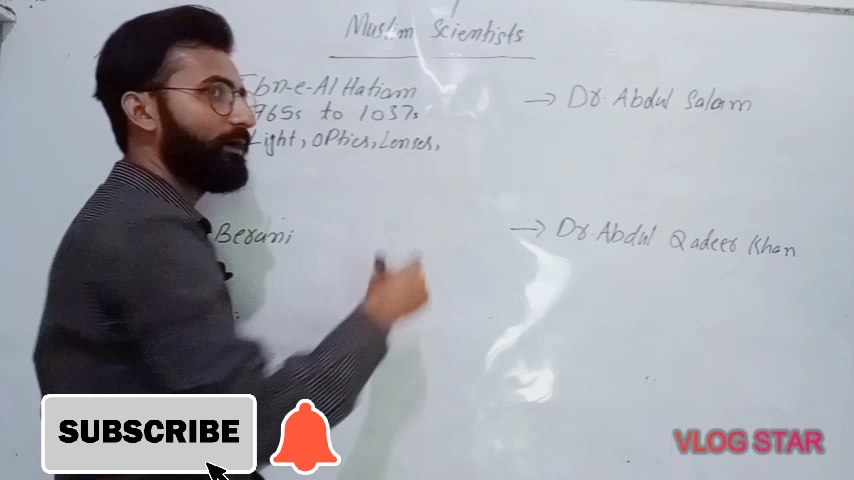 Muslim Scientists
Ibn-e-Al Hatiam
965s to 1037s
Light, OPtics, Lenses,
Beruni
→ Dr. Abdul Salam
→ Dr. Abdul Qadeer Khan
SUBSCRIBE
VLOG STAR